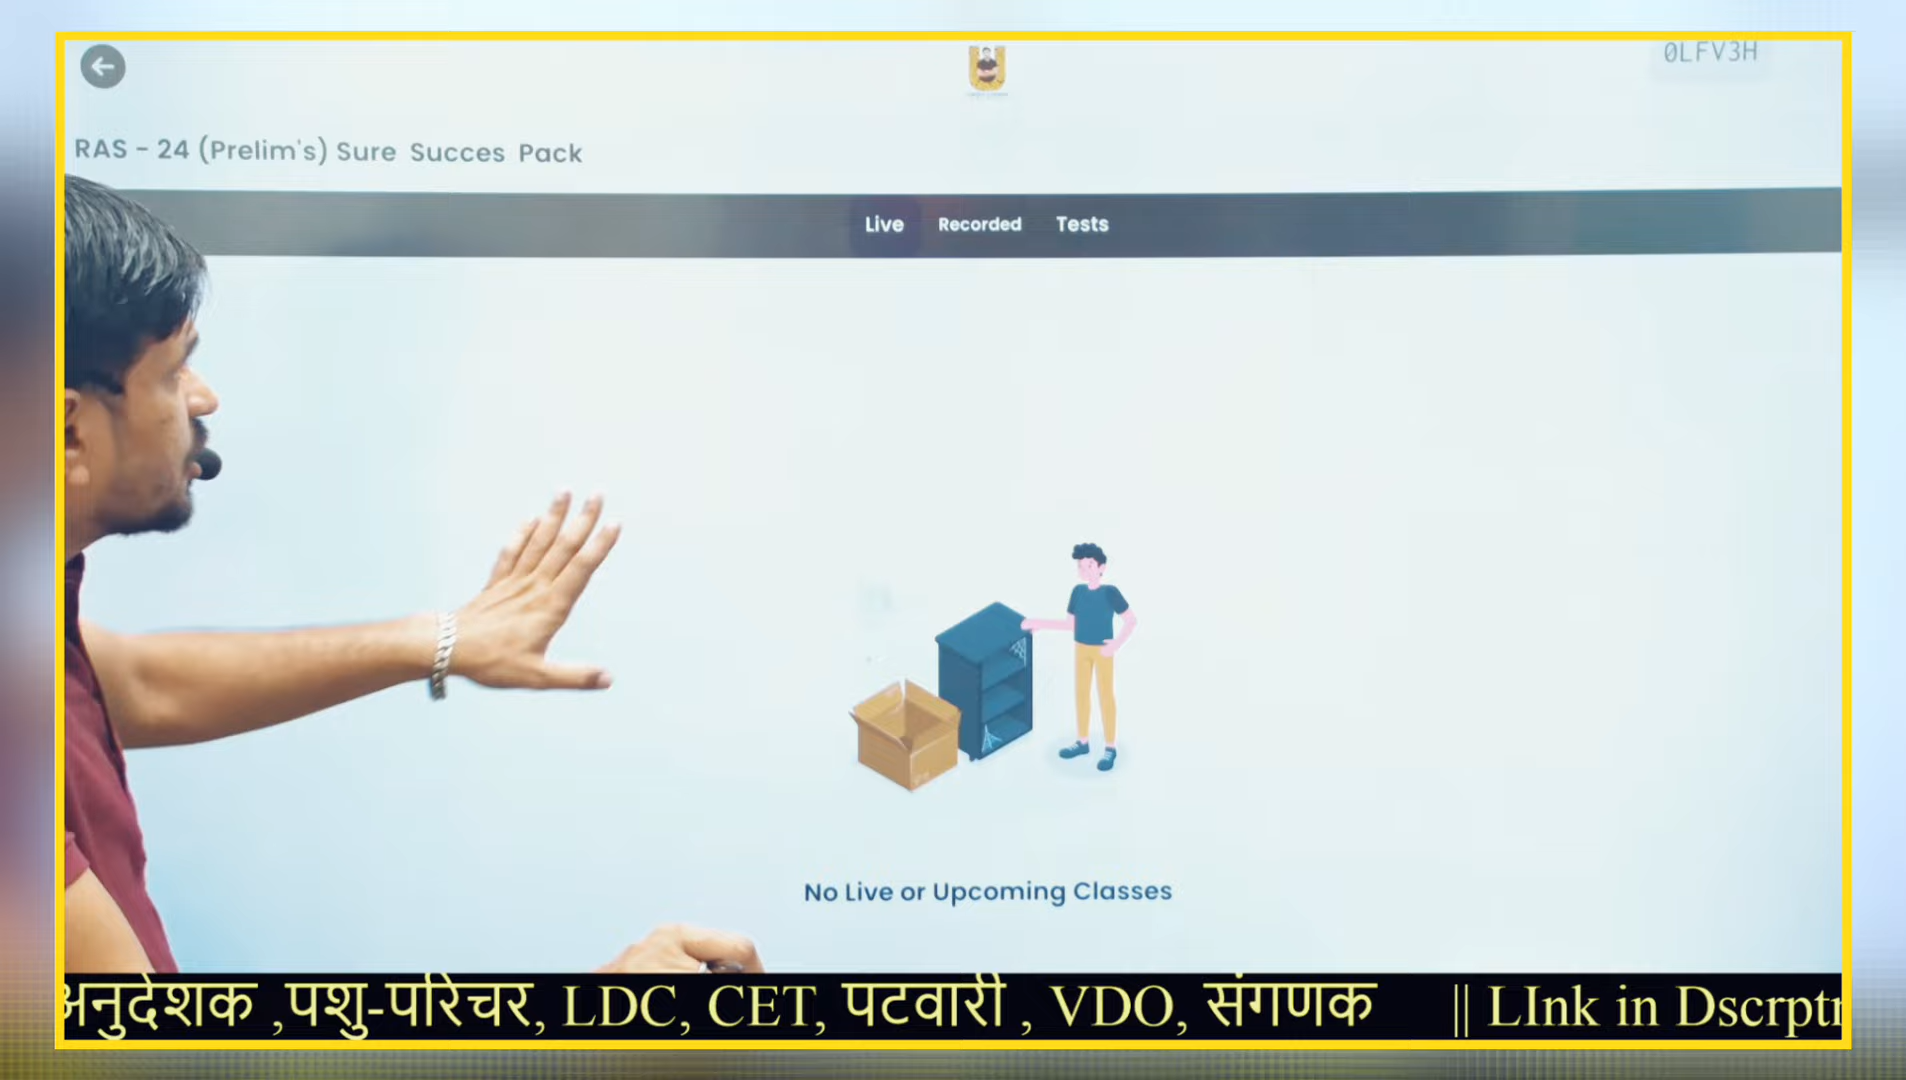 0LFV3H
RAS - 24 (Prelim's) Sure Succes Pack
Live Recorded Tests
No Live or Upcoming Classes
अनुदेशक ,पशु-परिचर, LDC, CET, पटवारी , VDO, संगणक || LInk in Dscrptn